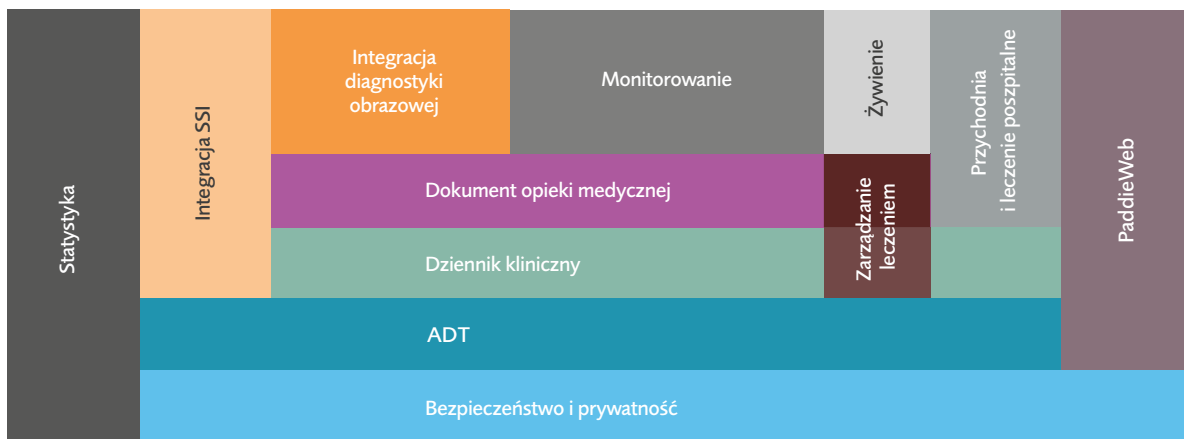 Statystyka
Integracja SSI
Integracja
diagnostyki
obrazowej
Monitorowanie
Żywienie
Przychodnia
i leczenie poszpitalne
PaddieWeb
Dokument opieki medycznej
Zarządzanie
leczeniem
Dziennik kliniczny
ADT
Bezpieczeństwo i prywatność